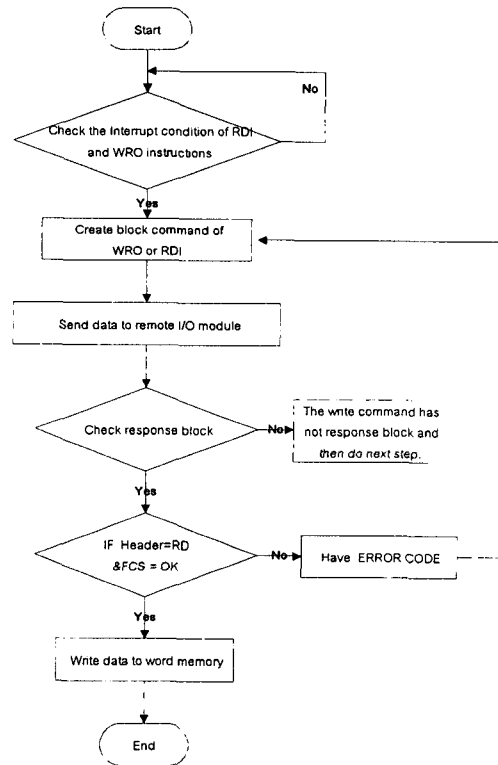 Start
No
Check the Interrupt condition of RDI
and WRO instructions
Yes
Create block command of
WRO or RDI
Send data to remote I/O module
Check response block
No
The write command has
not response block and
then do next step.
Yes
IF Header=RD
&FCS = OK
No
Have ERROR CODE
Yes
Write data to word memory
End